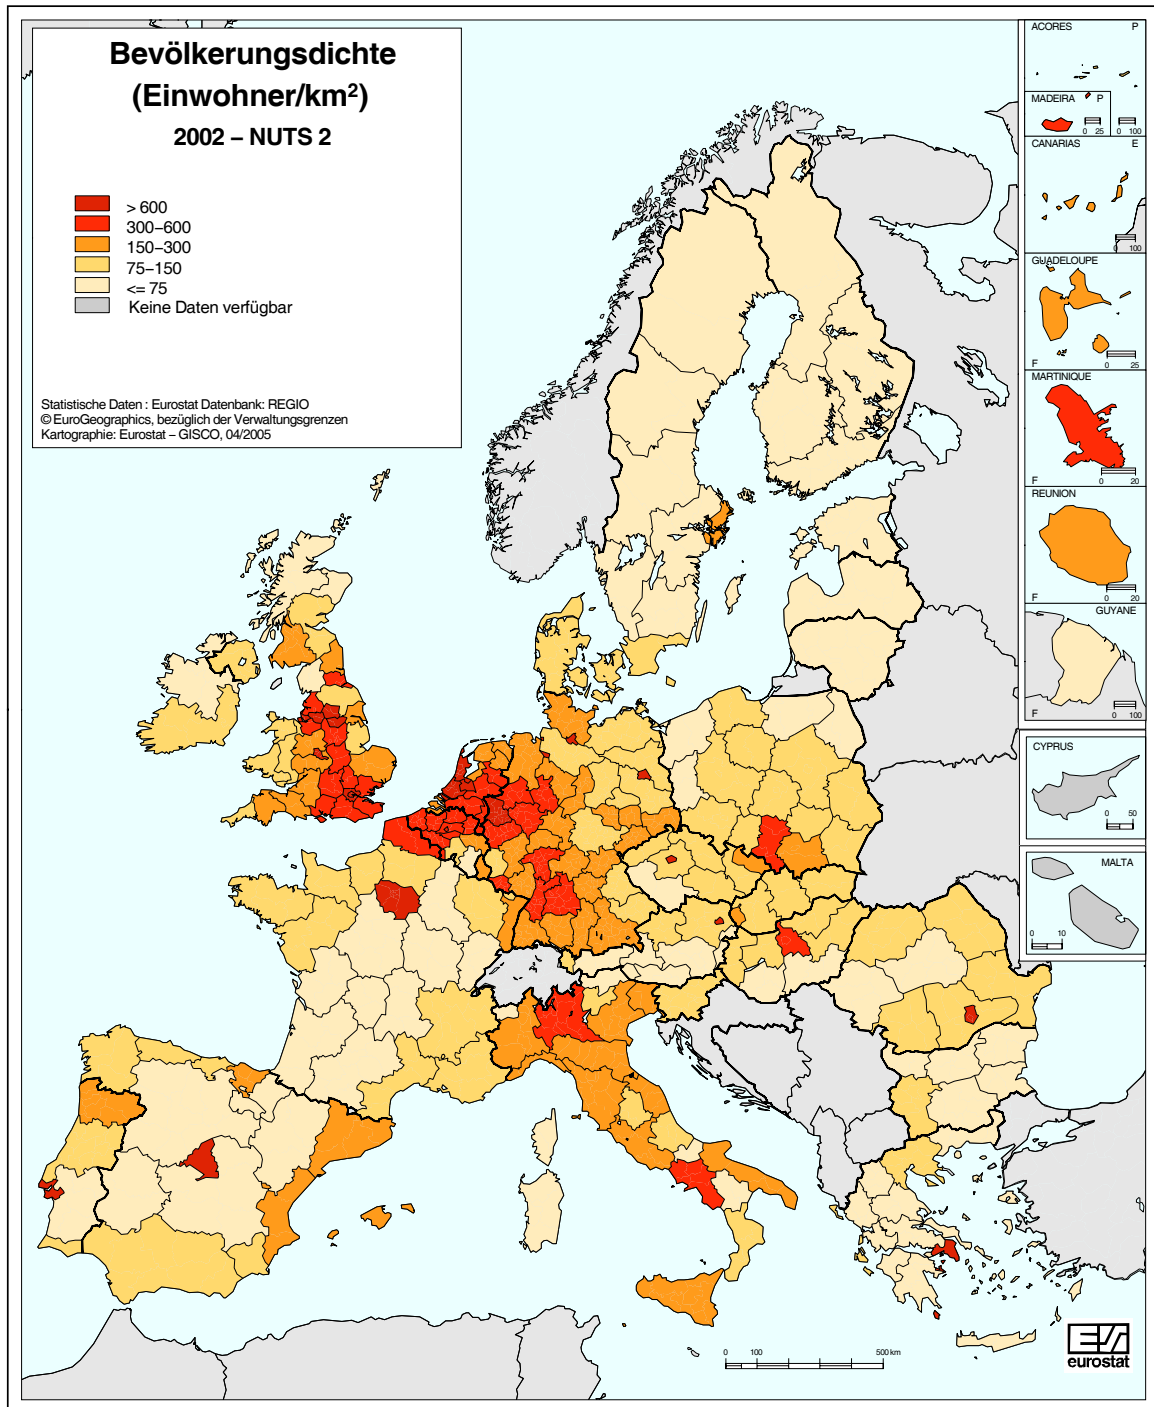 Bevölkerungsdichte
(Einwohner/km²)
2002 – NUTS 2
> 600
300–600
150–300
75–150
<= 75
Keine Daten verfügbar
Statistische Daten : Eurostat Datenbank: REGIO
© EuroGeographics, bezüglich der Verwaltungsgrenzen
Kartographie: Eurostat – GISCO, 04/2005
ACORES P
MADEIRA P
0 25 0 100
CANARIAS E
0 100
GUADELOUPE
F 0 25
MARTINIQUE
F 0 20
REUNION
F 0 20
GUYANE
F 0 100
CYPRUS
0 50
MALTA
0 10
0 100 500 km
eurostat